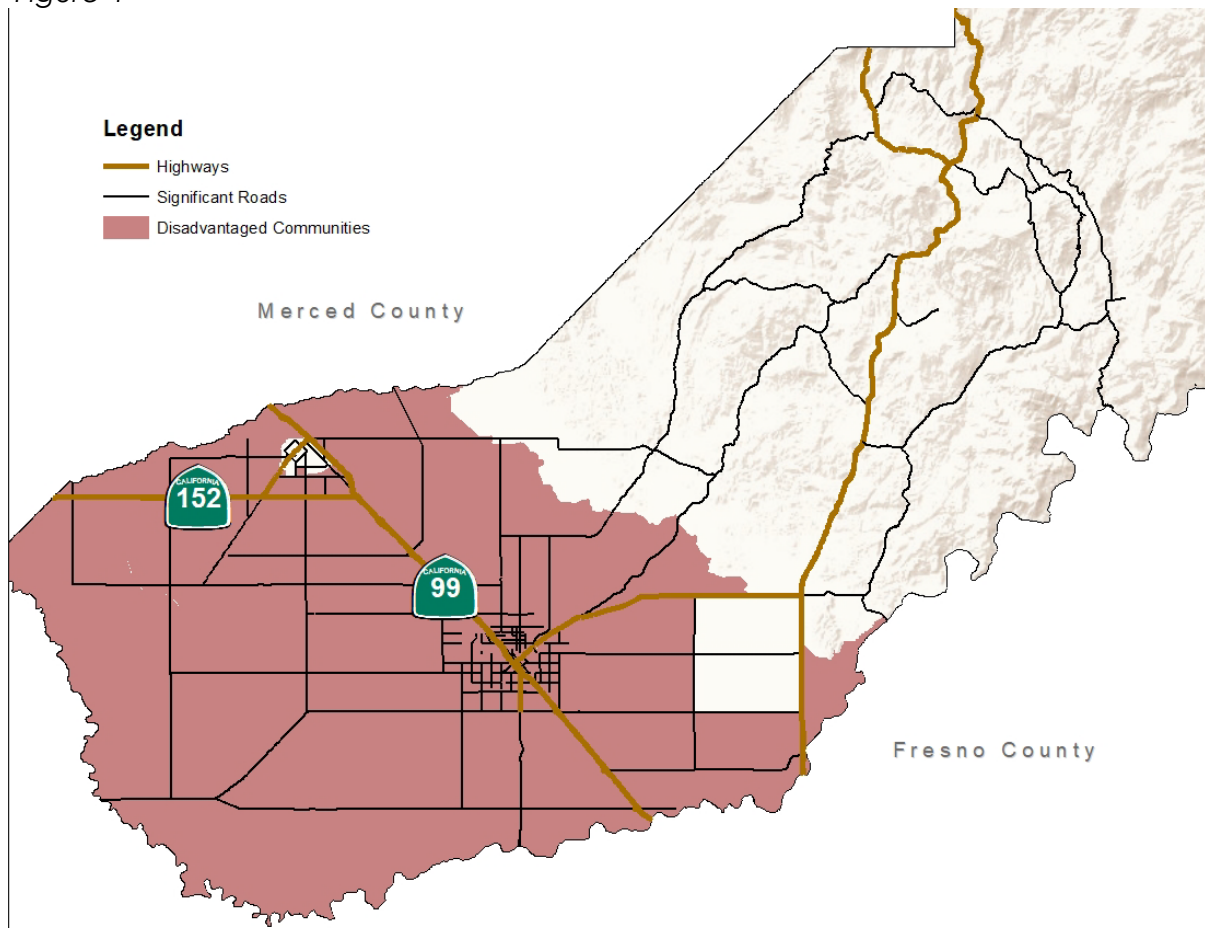 Legend
Highways
Significant Roads
Disadvantaged Communities
Merced County
CALIFORNIA
152
CALIFORNIA
99
Fresno County